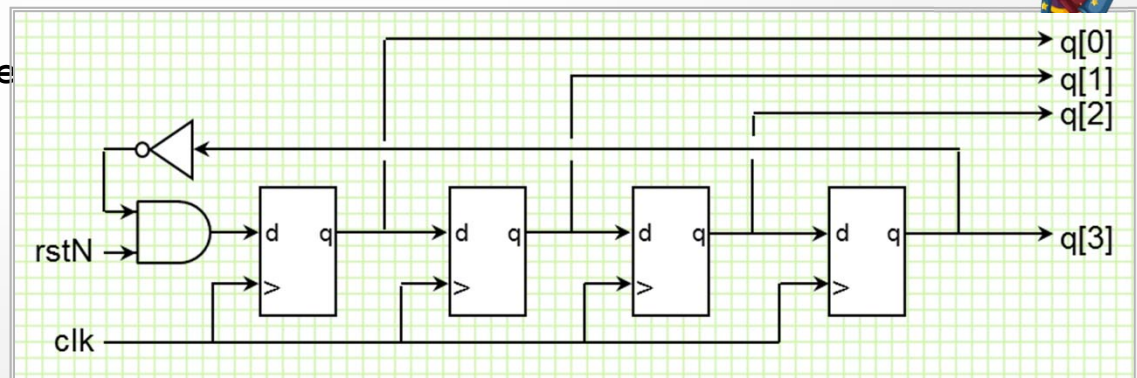 q[0]
q[1]
q[2]
d q d q d q d q q[3]
rstN
> > > >
clk